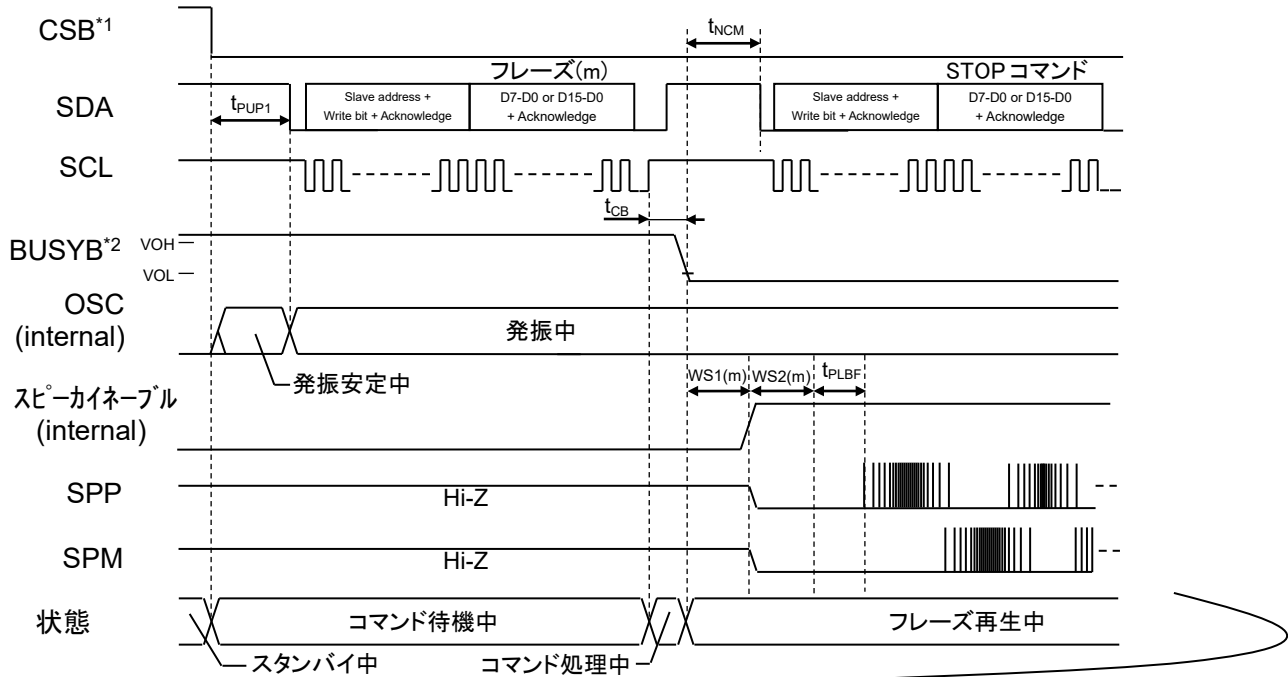 CSB*1
tNCM
フレーズ(m)
STOPコマンド
SDA
tPUP1
Slave address +
Write bit + Acknowledge
D7-D0 or D15-D0
+ Acknowledge
Slave address +
Write bit + Acknowledge
D7-D0 or D15-D0
+ Acknowledge
SCL
tCB
BUSYB*2
VOH
VOL
OSC
(internal)
発振中
発振安定中
WS1(m)
WS2(m)
tPLBF
スピーカイネーブル
(internal)
SPP
Hi-Z
SPM
Hi-Z
状態
コマンド待機中
フレーズ再生中
スタンバイ中
コマンド処理中